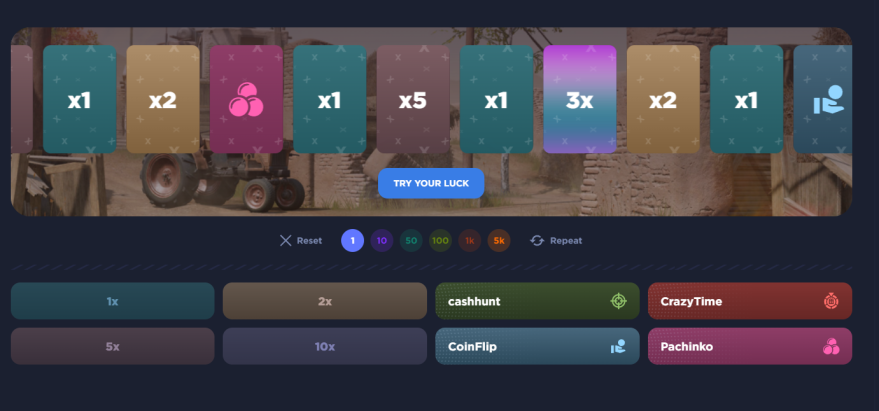 x1 x2 x1 x5 x1 3x x2 x1
TRY YOUR LUCK
Reset 1 10 50 100 1k 5k Repeat
1x 2x cashhunt CrazyTime
5x 10x CoinFlip Pachinko